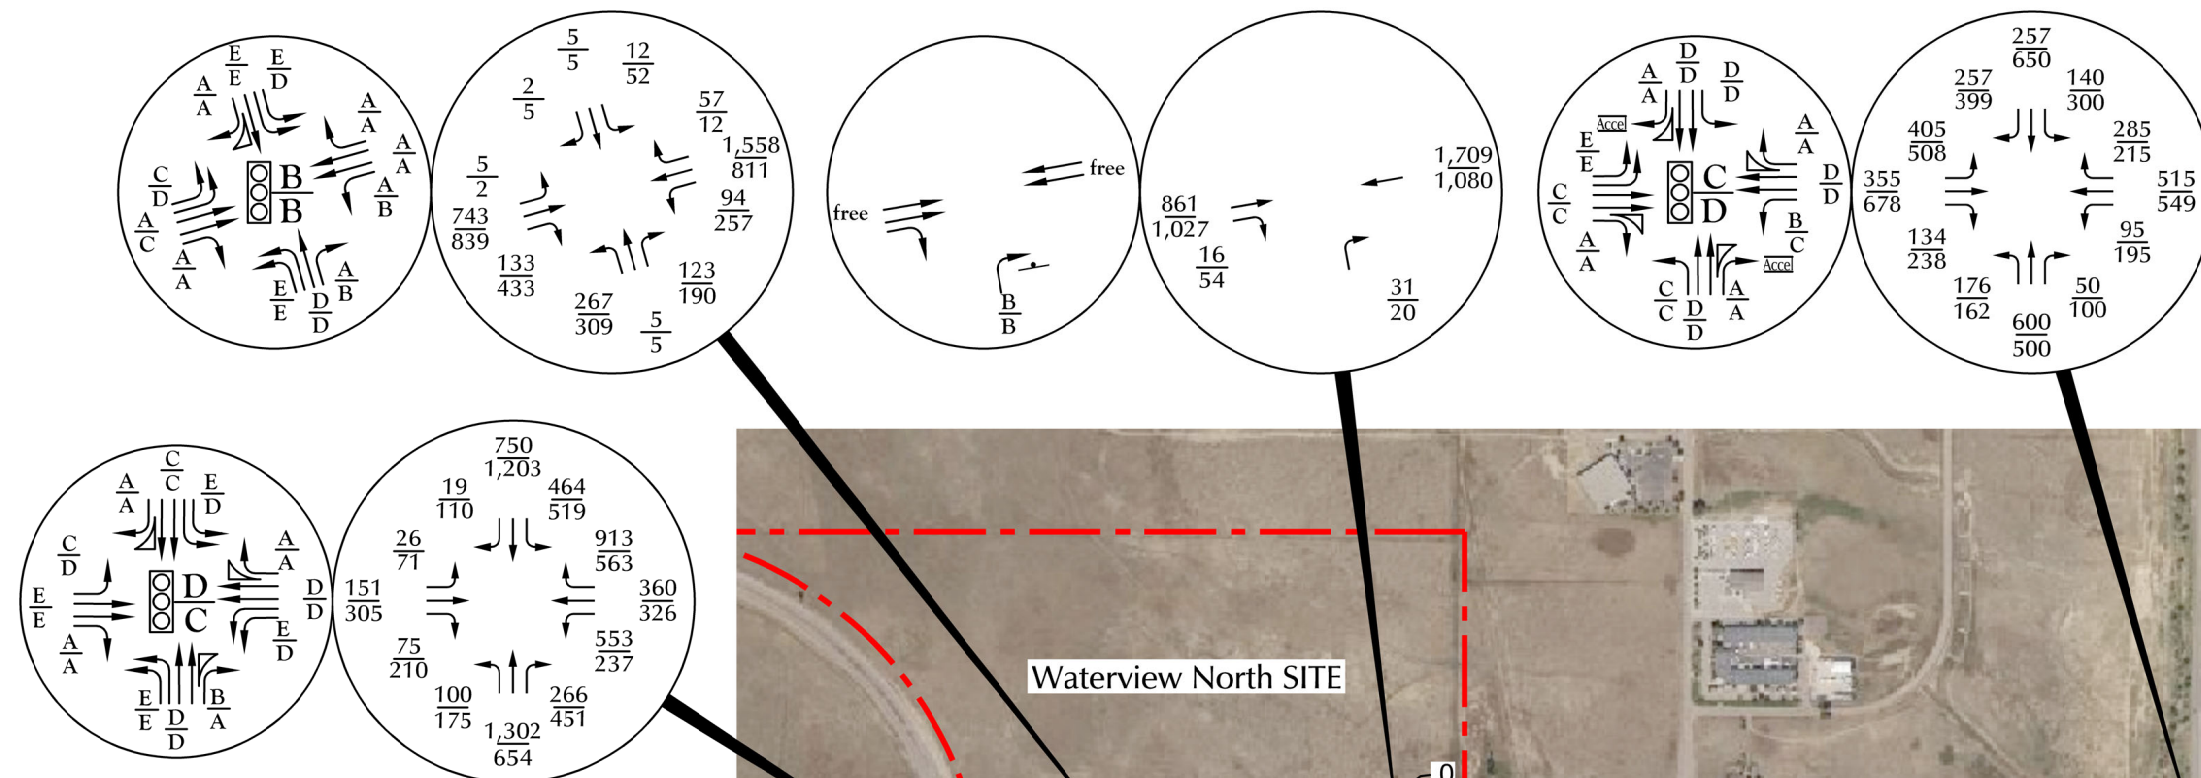 E/E
E/D
A/A
A/A
A/A
A/B
C/D
A/C
A/A
B/B
E/E
D/D
A/B
5/5
12/52
2/5
57/12
1,558/811
94/257
5/2
743/839
133/433
267/309
5/5
123/190
free
free
B/B
1,709/1,080
861/1,027
16/54
31/20
D/D
A/A
D/D
Accel
E/E
A/A
C/C
D/D
C/D
B/C
A/A
Accel
C/C
D/D
A/A
257/650
257/399
140/300
405/508
285/215
355/678
515/549
134/238
95/195
176/162
50/100
600/500
C/C
A/A
E/D
C/D
A/A
E/E
D/C
D/D
A/A
E/D
E/E
D/D
B/A
750/1,203
19/110
464/519
26/71
913/563
151/305
360/326
75/210
553/237
100/175
266/451
1,302/654
Waterview North SITE
0